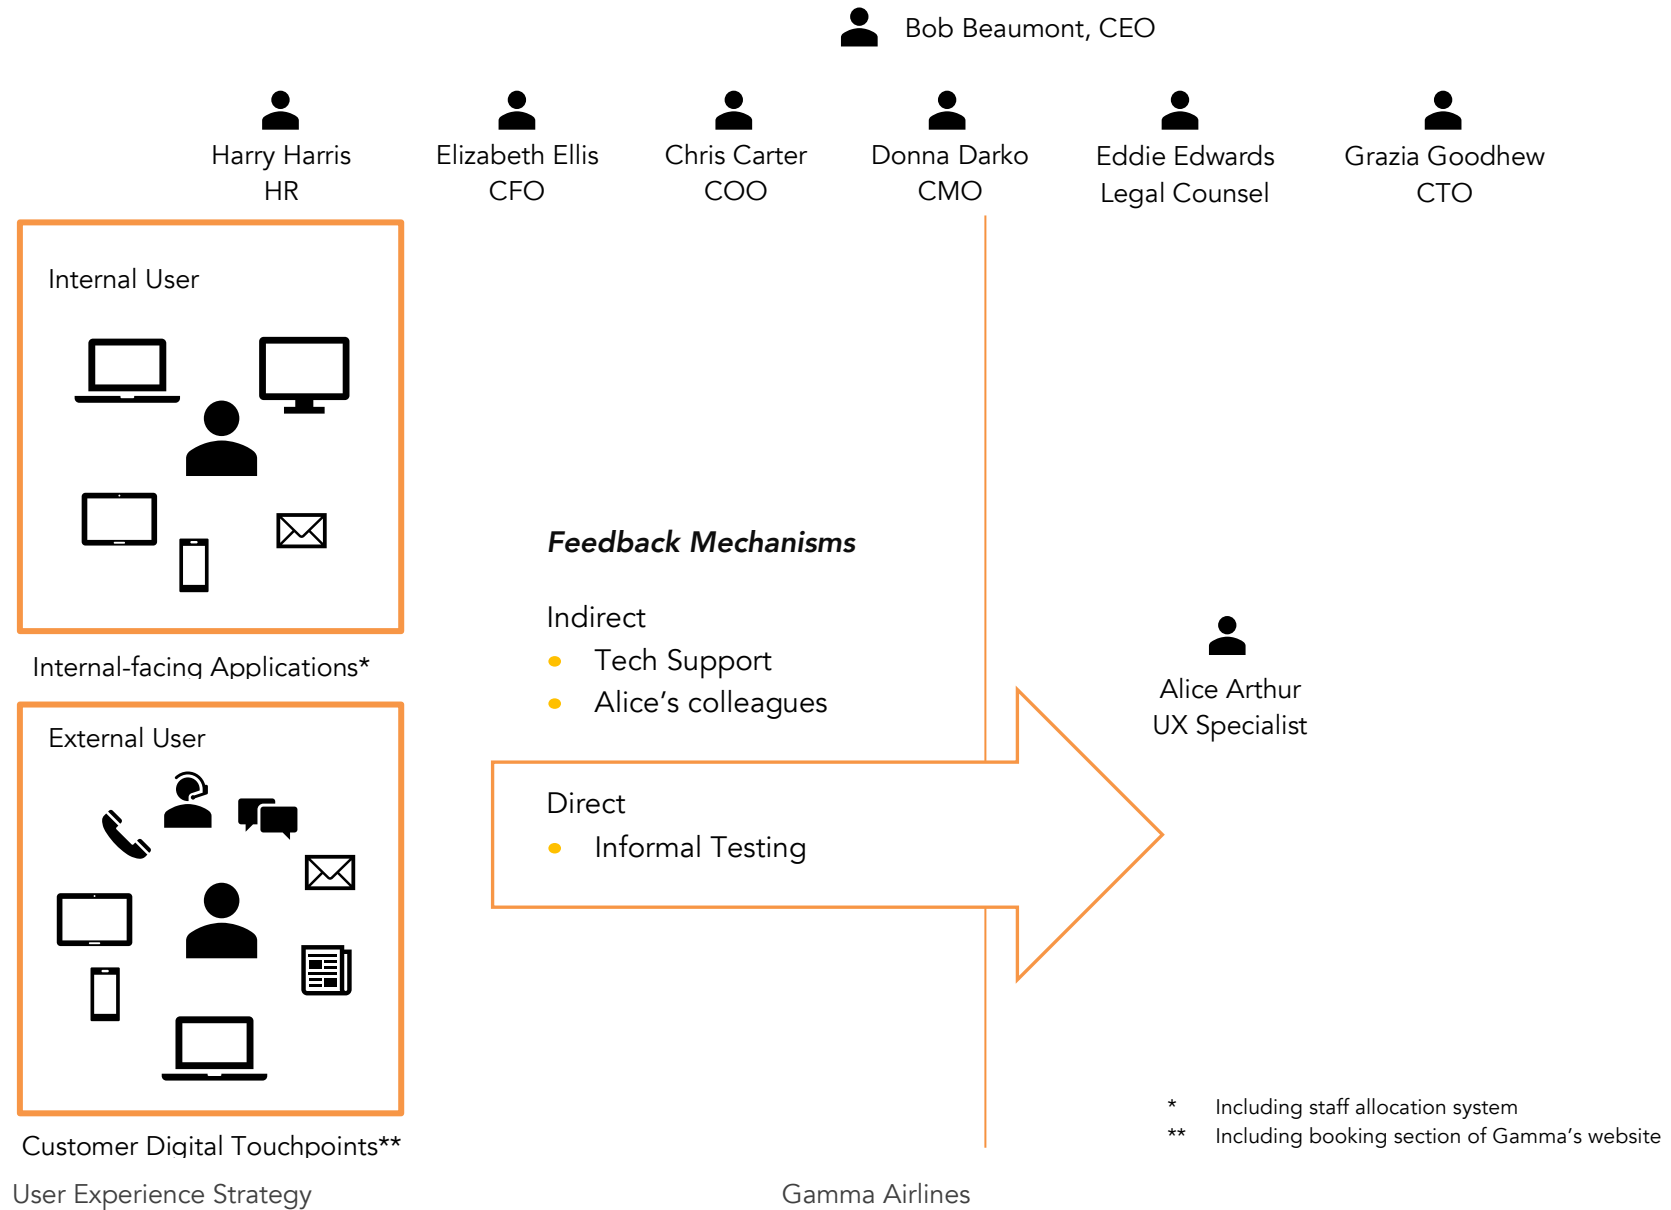 Bob Beaumont, CEO
Harry Harris
HR
Elizabeth Ellis
CFO
Chris Carter
COO
Donna Darko
CMO
Eddie Edwards
Legal Counsel
Grazia Goodhew
CTO
Internal User
Internal-facing Applications*
External User
Customer Digital Touchpoints**
Feedback Mechanisms
Indirect
• Tech Support
• Alice’s colleagues
Direct
• Informal Testing
Alice Arthur
UX Specialist
* Including staff allocation system
** Including booking section of Gamma’s website
User Experience Strategy
Gamma Airlines